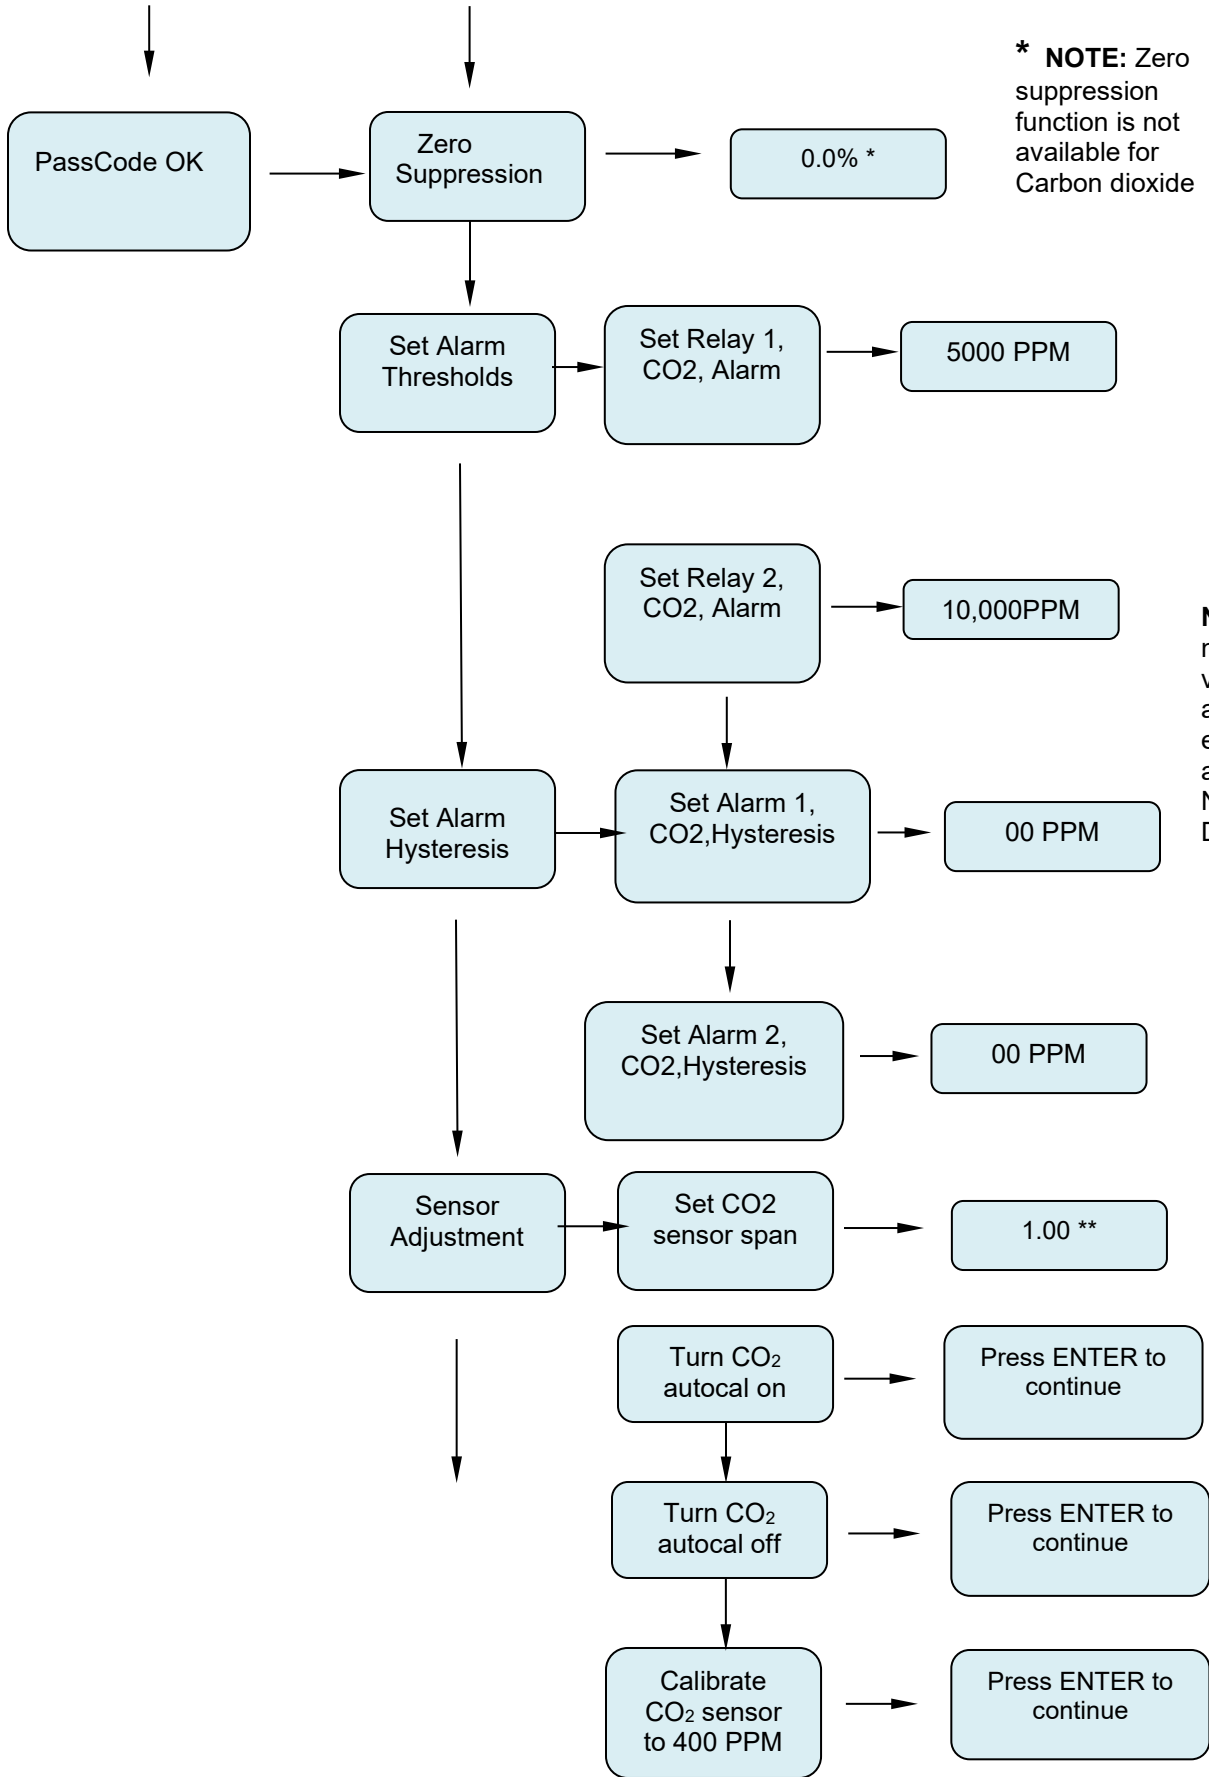 * NOTE: Zero
suppression
function is not
available for
Carbon dioxide
PassCode OK
Zero
Suppression
0.0% *
Set Alarm
Thresholds
Set Relay 1,
CO2, Alarm
5000 PPM
Set Relay 2,
CO2, Alarm
10,000PPM
Set Alarm
Hysteresis
Set Alarm 1,
CO2,Hysteresis
00 PPM
Set Alarm 2,
CO2,Hysteresis
00 PPM
Sensor
Adjustment
Set CO2
sensor span
1.00 **
Turn CO₂
autocal on
Press ENTER to
continue
Turn CO₂
autocal off
Press ENTER to
continue
Calibrate
CO₂ sensor
to 400 PPM
Press ENTER to
continue